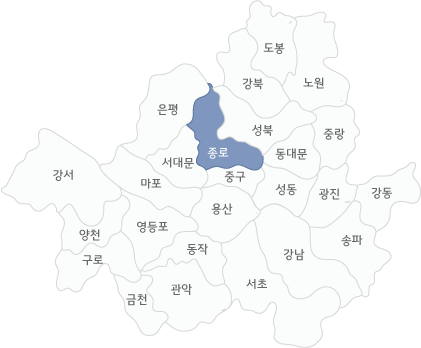 도봉
강북
노원
은평
성북
중랑
종로
동대문
서대문
강서
마포
중구
성동
광진
강동
용산
양천
영등포
송파
동작
강남
구로
서초
관악
금천